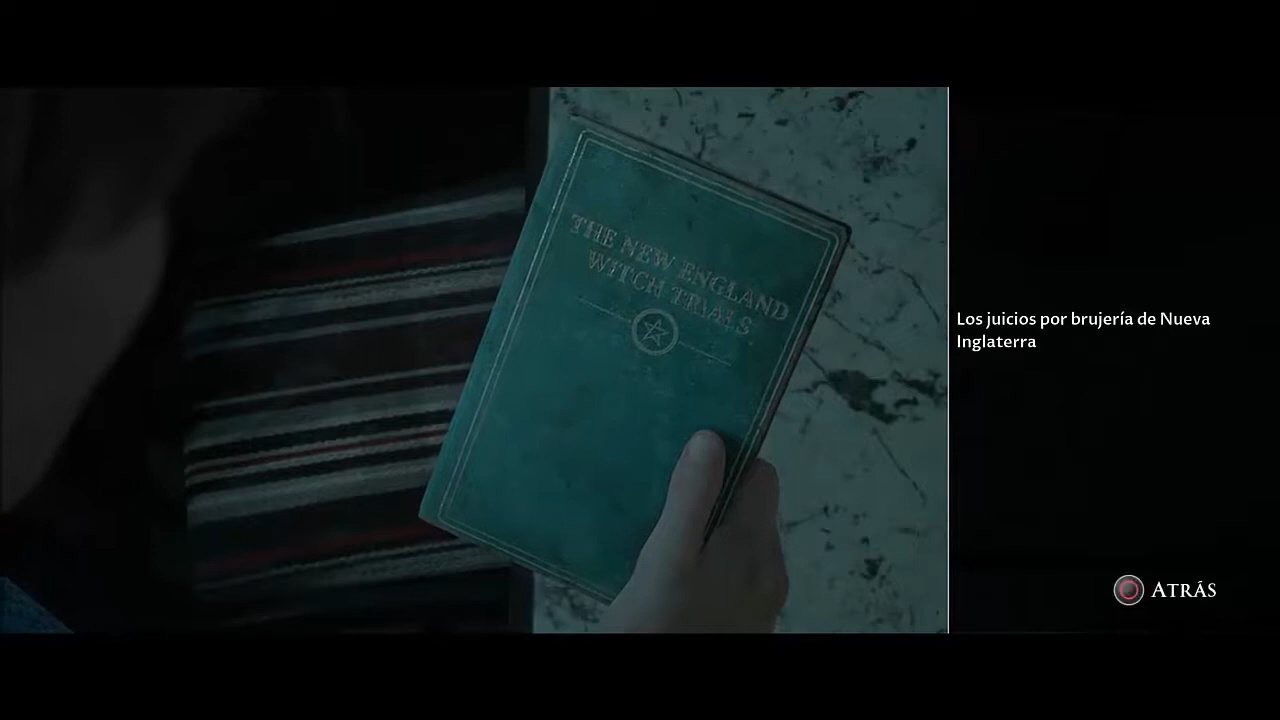 THE NEW ENGLAND
WITCH TRIALS
Los juicios por brujería de Nueva
Inglaterra
ATRÁS